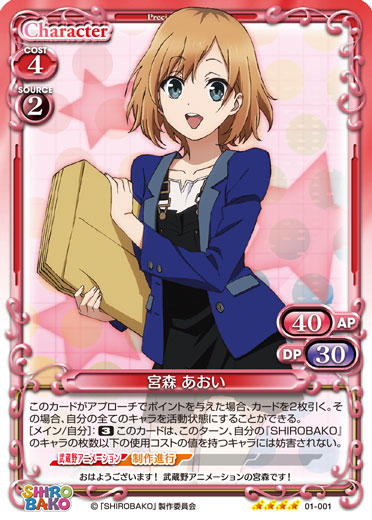 Preci
Character
COST
4
SOURCE
2
40 AP
DP 30
宮森 あおい
このカードがアプローチでポイントを与えた場合、カードを2枚引く。そ
の場合、自分の全てのキャラを活動状態にすることができる。
[メイン/自分]:3 このカードは、このターン、自分の『SHIROBAKO』
のキャラの枚数以下の使用コストの値を持つキャラには妨害されない。
武蔵野アニメーション 制作進行
おはようございます! 武蔵野アニメーションの宮森です!
SHIRO
BAKO
©「SHIROBAKO」製作委員会
01-001